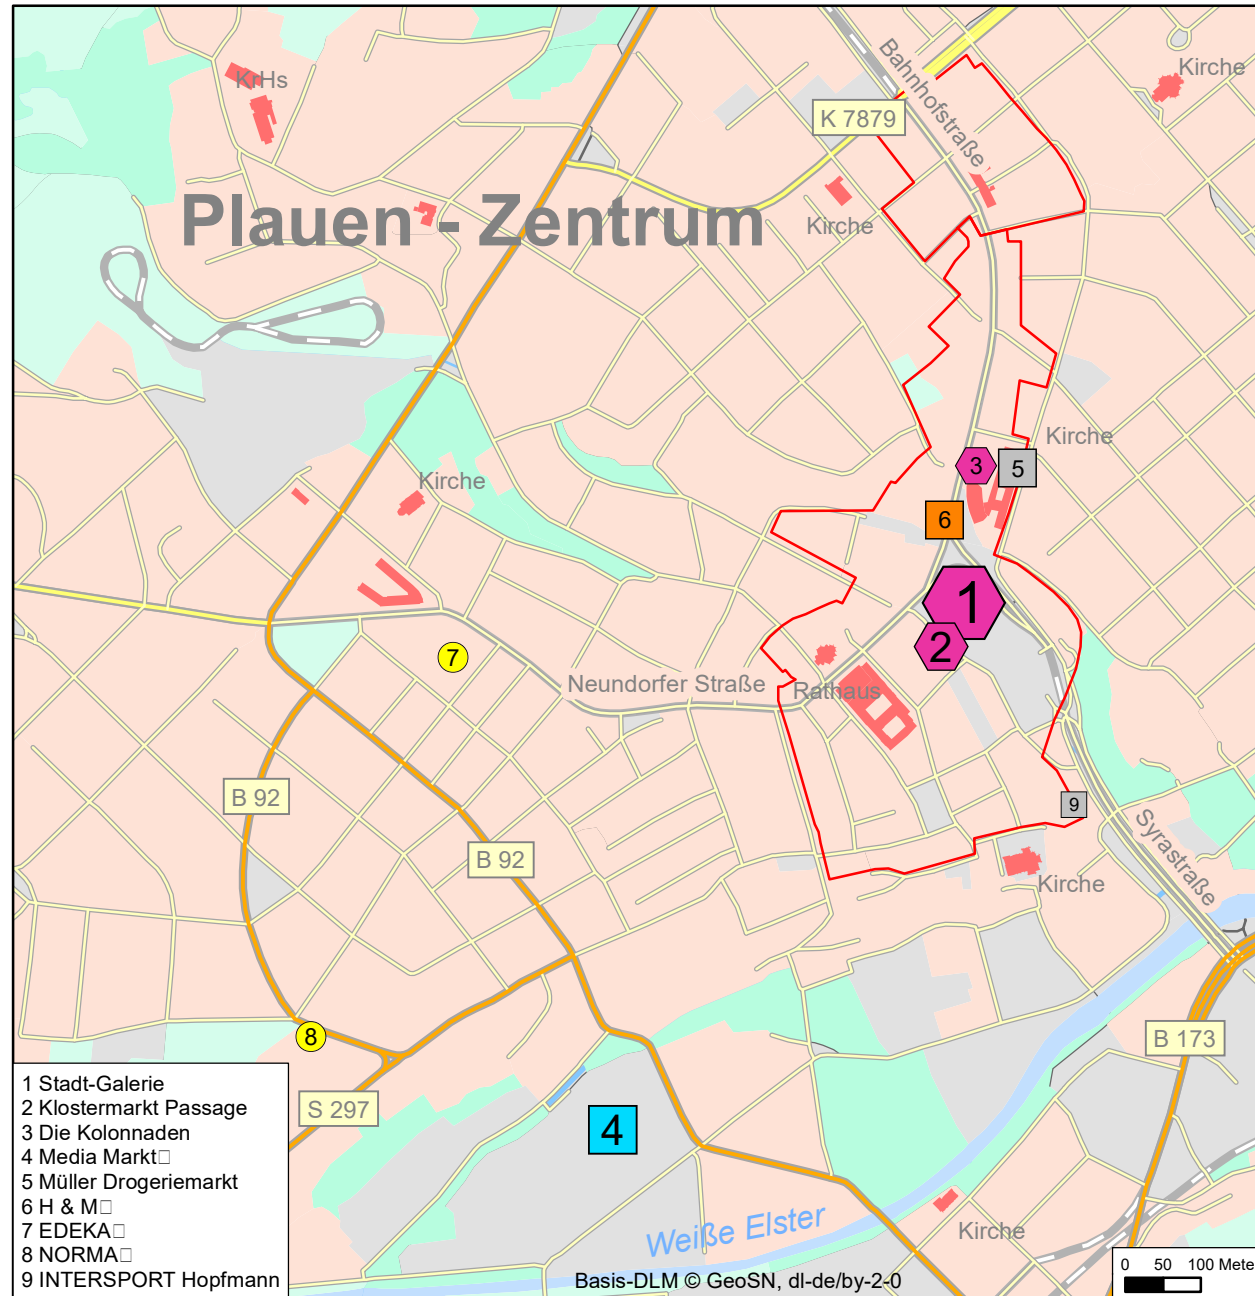 KrHs
Bahnhofstraße
Kirche
K 7879
Plauen - Zentrum
Kirche
Kirche
3
5
Kirche
6
1
2
7
Neundorfer Straße
Rathaus
B 92
9
B 92
Syrastraße
Kirche
8
B 173
S 297
4
Weiße Elster
Kirche
1 Stadt-Galerie
2 Klostermarkt Passage
3 Die Kolonnaden
4 Media Markt□
5 Müller Drogeriemarkt
6 H & M□
7 EDEKA□
8 NORMA□
9 INTERSPORT Hopfmann
Basis-DLM © GeoSN, dl-de/by-2-0
0 50 100 Mete